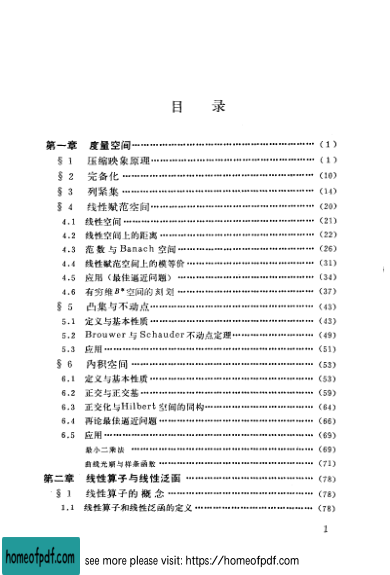 目 录
第一章 度量空间……………………………………………………(1)
§1 压缩映象原理……………………………………………………(1)
§2 完备化……………………………………………………(10)
§3 列紧集……………………………………………………(14)
§4 线性赋范空间……………………………………………………(20)
4.1 线性空间……………………………………………………(21)
4.2 线性空间上的距离……………………………………………………(22)
4.3 范数与Banach空间……………………………………………………(26)
4.4 线性赋范空间上的模等价……………………………………………………(31)
4.5 应用(最佳逼近问题)……………………………………………………(34)
4.6 有穷维B*空间的刻划……………………………………………………(37)
§5 凸集与不动点……………………………………………………(43)
5.1 定义与基本性质……………………………………………………(43)
5.2 Brouwer与Schauder不动点定理……………………………………………………(49)
5.3 应用……………………………………………………(51)
§6 内积空间……………………………………………………(53)
6.1 定义与基本性质……………………………………………………(53)
6.2 正交与正交基……………………………………………………(59)
6.3 正交化与Hilbert空间的同构……………………………………………………(64)
6.4 再论最佳逼近问题……………………………………………………(66)
6.5 应用……………………………………………………(69)
最小二乘法……………………………………………………(69)
曲线光顺与样条函数……………………………………………………(71)
第二章 线性算子与线性泛函……………………………………………………(78)
§1 线性算子的概念……………………………………………………(78)
1.1 线性算子和线性泛函的定义……………………………………………………(78)
1
homeofpdf.com see more please visit: https://homeofpdf.com